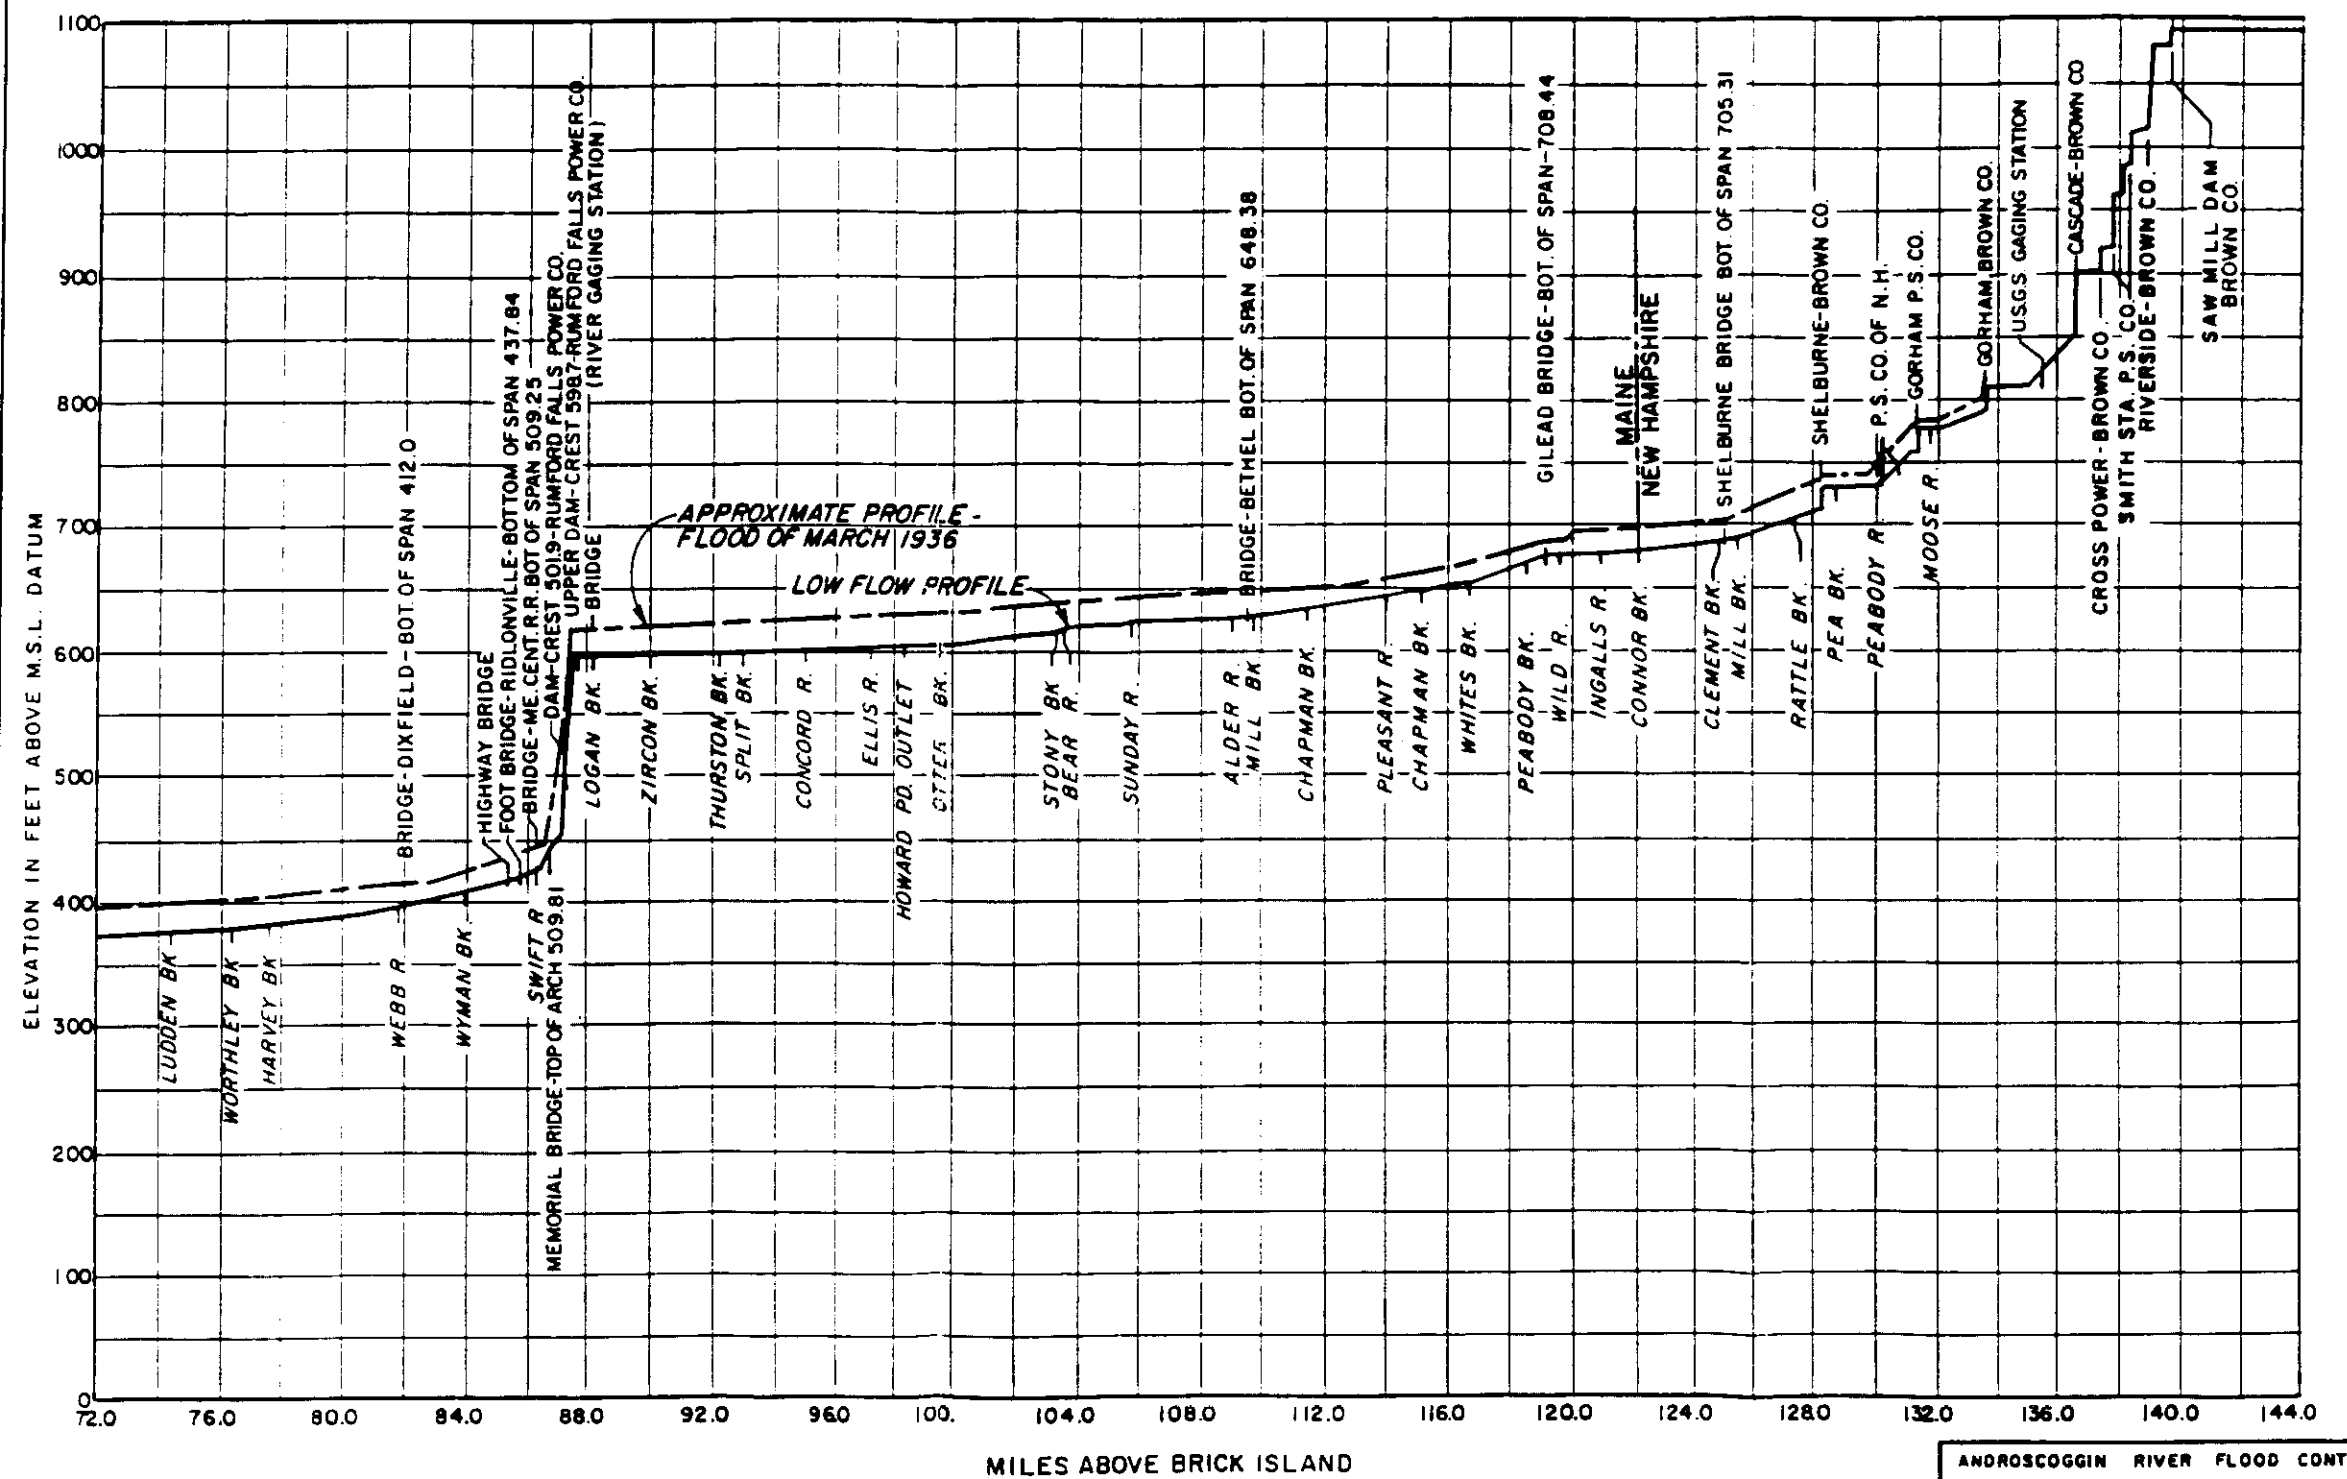 1100
1000
900
800
700
600
500
400
300
200
100
0
ELEVATION IN FEET ABOVE M.S.L. DATUM
72.0
76.0
80.0
84.0
88.0
92.0
96.0
100.
104.0
108.0
112.0
116.0
120.0
124.0
128.0
132.0
136.0
140.0
144.0
MILES ABOVE BRICK ISLAND
BRIDGE-DIXFIELD-BOT.OF SPAN 412.0
HIGHWAY BRIDGE
FOOT BRIDGE-RIDLONVILLE-BOTTOM OF SPAN 437.84
BRIDGE-ME.CENT.R.R. BOT OF SPAN 509.25
DAM-CREST 501.9-RUMFORD FALLS POWER CO.
UPPER DAM-CREST 598.7-RUMFORD FALLS POWER CO.
BRIDGE (RIVER GAGING STATION)
APPROXIMATE PROFILE-
FLOOD OF MARCH 1936
LOW FLOW PROFILE
BRIDGE-BETHEL BOT.OF SPAN 648.38
GILEAD BRIDGE-BOT.OF SPAN-708.44
MAINE
NEW HAMPSHIRE
SHELBURNE BRIDGE BOT.OF SPAN 705.31
SHELBURNE-BROWN CO.
P.S.CO.OF N.H.
GORHAM P.S.CO.
GORHAM BROWN CO.
U.S.G.S GAGING STATION
CASCADE-BROWN CO
CROSS POWER-BROWN CO.
SMITH STA. P.S. CO.
RIVERSIDE-BROWN CO.
SAW MILL DAM
BROWN CO.
LUDDEN BK.
WORTHLEY BK
HARVEY BK
WEBB R.
WYMAN BK.
SWIFT R
MEMORIAL BRIDGE-TOP OF ARCH 509.81
LOGAN BK.
ZIRCON BK.
THURSTON BK.
SPLIT BK.
CONCORD R.
ELLIS R.
HOWARD PD. OUTLET
OTTER BK.
STONY BK
BEAR R.
SUNDAY R.
ALDER R.
MILL BK.
CHAPMAN BK.
PLEASANT R.
CHAPMAN BK.
WHITES BK.
PEABODY BK.
WILD R.
INGALLS R.
CONNOR BK.
CLEMENT BK.
MILL BK.
RATTLE BK.
PEA BK.
PEABODY R.
MOOSE R.
ANDROSCOGGIN RIVER FLOOD CONT